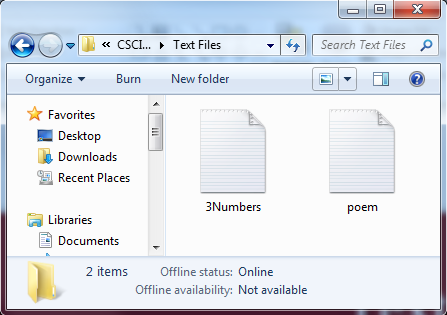 « CSCI... ▸ Text Files ▸
Search Text Files
Organize Burn New folder
Favorites
Desktop
Downloads
Recent Places
Libraries
Documents
3Numbers poem
2 items Offline status: Online
Offline availability: Not available